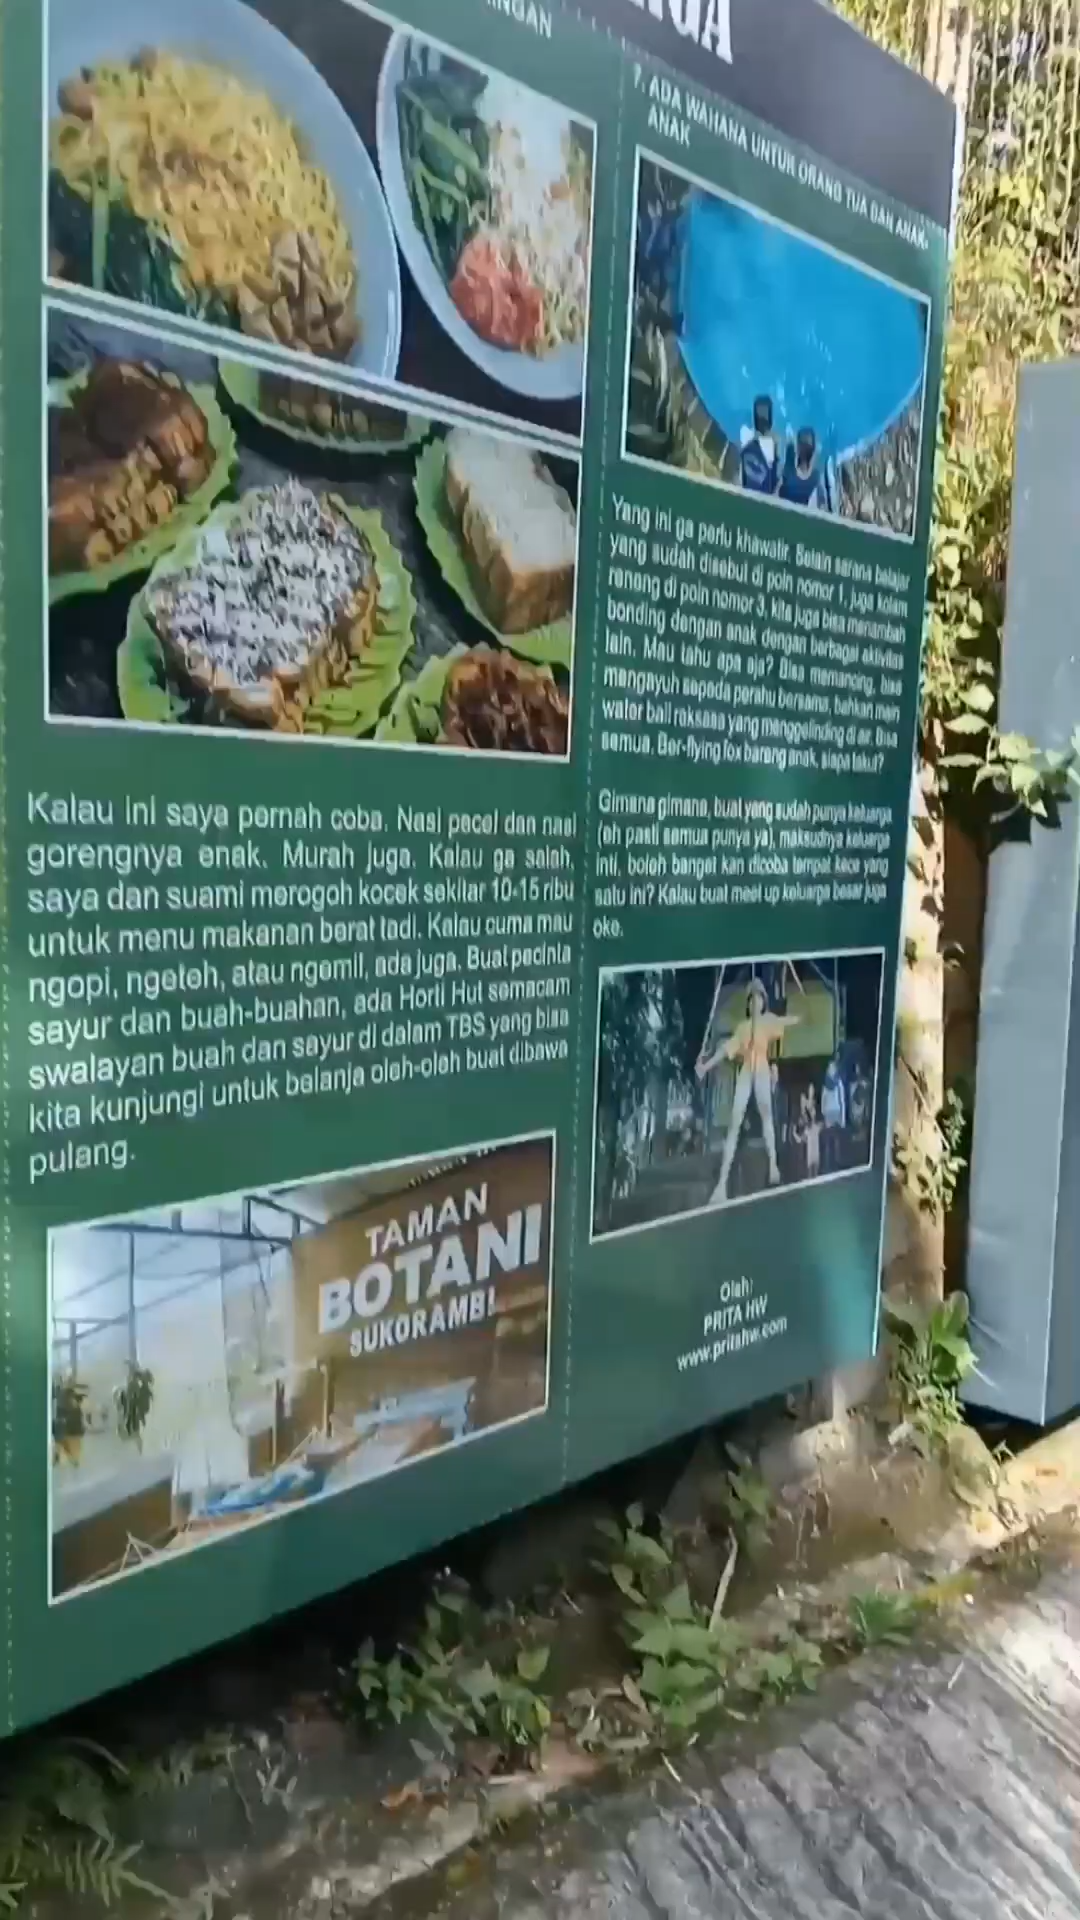 7. ADA WAHANA UNTUK ORANG TUA DAN ANAK-
ANAK
Kalau ini saya pernah coba. Nasi pecel dan nasi
gorengnya enak. Murah juga. Kalau ga salah,
saya dan suami merogoh kocek sekitar 10-15 ribu
untuk menu makanan berat tadi. Kalau cuma mau
ngopi, ngeteh, atau ngemil, ada juga. Buat pecinta
sayur dan buah-buahan, ada Horti Hut semacam
swalayan buah dan sayur di dalam TBS yang bisa
kita kunjungi untuk belanja oleh-oleh buat dibawa
pulang.
TAMAN
BOTANI
SUKORAMBI
Yang ini ga perlu khawatir. Selain sarana belajar
yang sudah disebut di poin nomor 1, juga kolam
renang di poin nomor 3, kita juga bisa menambah
bonding dengan anak dengan berbagai aktivitas
lain. Mau tahu apa aja? Bisa memancing, bisa
mengayuh sepeda perahu bersama, bahkan main
water ball raksasa yang menggelinding di air. Bisa
semua. Ber-flying fox bareng anak, siapa takut?
Gimana gimana, buat yang sudah punya keluarga
(eh pasti semua punya ya), maksudnya keluarga
inti, boleh banget kan dicoba tempat kece yang
satu ini? Kalau buat meet up keluarga besar juga
oke.
Oleh:
PRITA HW
www.pritahw.com